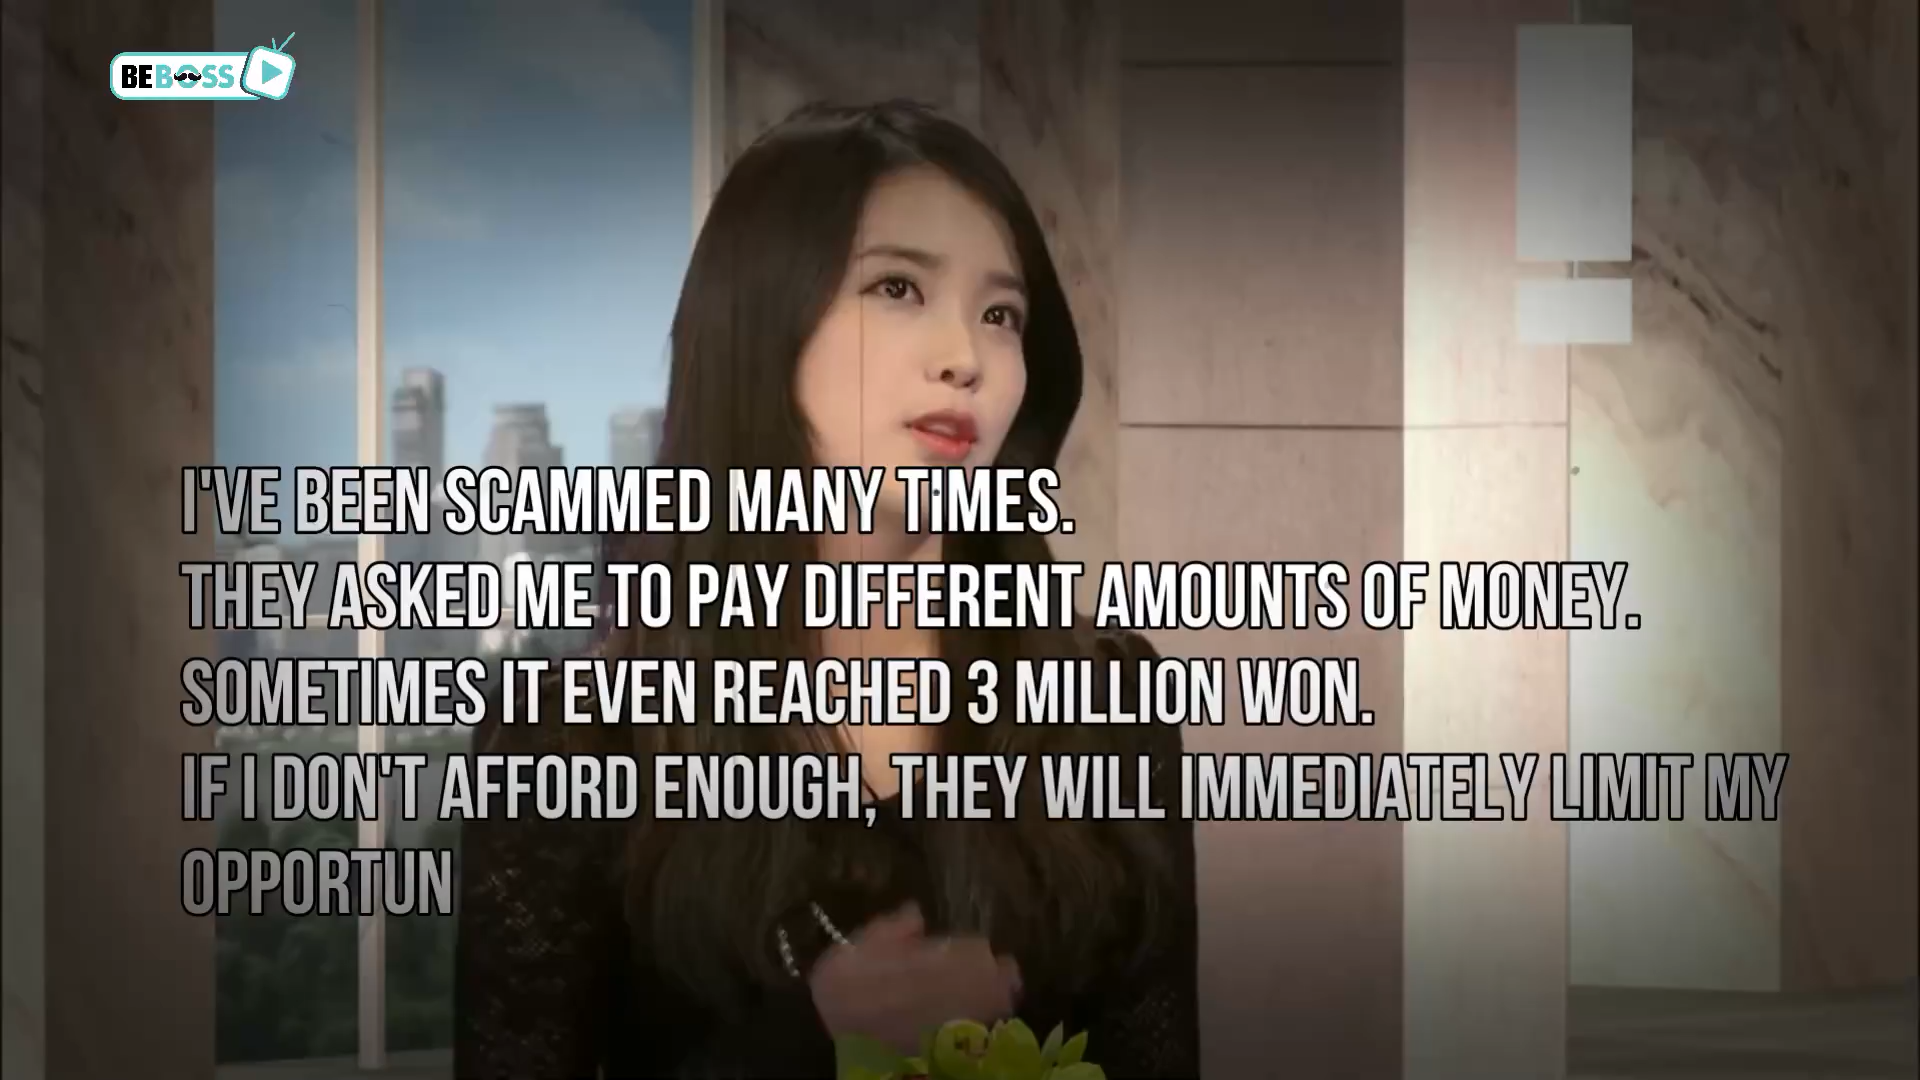 BEBOSS
I'VE BEEN SCAMMED MANY TIMES.
THEY ASKED ME TO PAY DIFFERENT AMOUNTS OF MONEY.
SOMETIMES IT EVEN REACHED 3 MILLION WON.
IF I DON'T AFFORD ENOUGH, THEY WILL IMMEDIATELY LIMIT MY
OPPORTUN